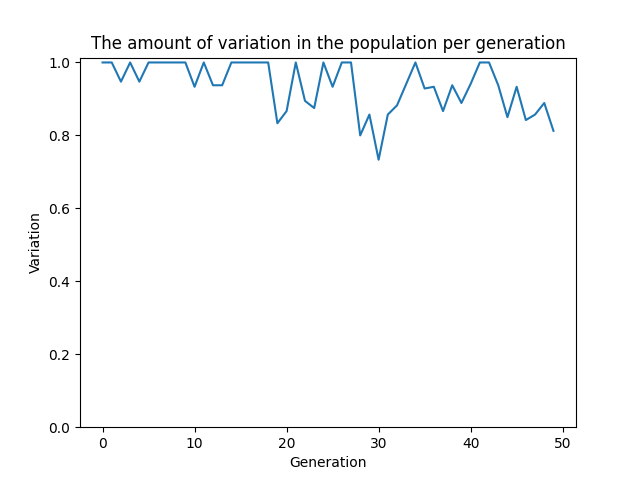 The amount of variation in the population per generation
1.0
0.8
0.6
0.4
0.2
0.0
Variation
0 10 20 30 40 50
Generation